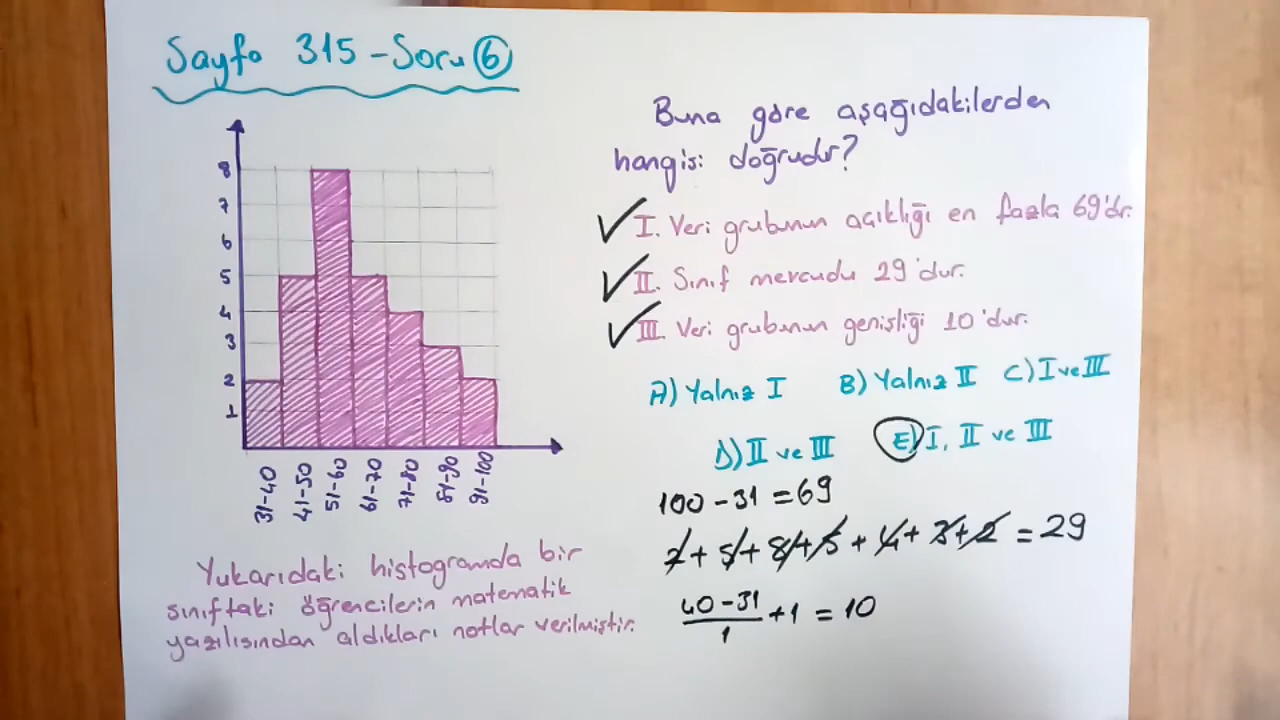 Sayfa 315 - Soru 6
8
7
6
5
4
3
2
1
31-40
41-50
51-60
61-70
71-80
81-90
91-100
Yukarıdaki histogramda bir
sınıftaki öğrencilerin matematik
yazılısından aldıkları notlar verilmiştir.
Buna göre aşağıdakilerden
hangisi doğrudur?
✓ I. Veri grubunun açıklığı en fazla 69'dır.
✓ II. Sınıf mevcudu 29'dur.
✓ III. Veri grubunun genişliği 10'dur.
A) Yalnız I B) Yalnız II C) I ve III
D) II ve III E) I, II ve III
100 - 31 = 69
2 + 5 + 8 + 5 + 4 + 3 + 2 = 29
40 - 31
+ 1 = 10
1